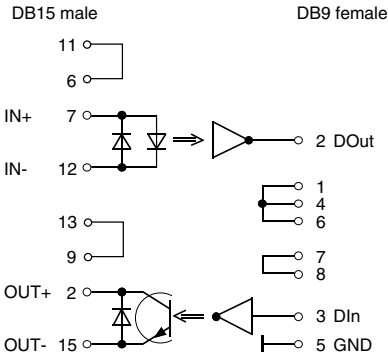 DB15 male DB9 female
11
6
IN+ 7
2 DOut
IN- 12
1
4
6
13
9
7
8
OUT+ 2
3 DIn
OUT- 15
5 GND